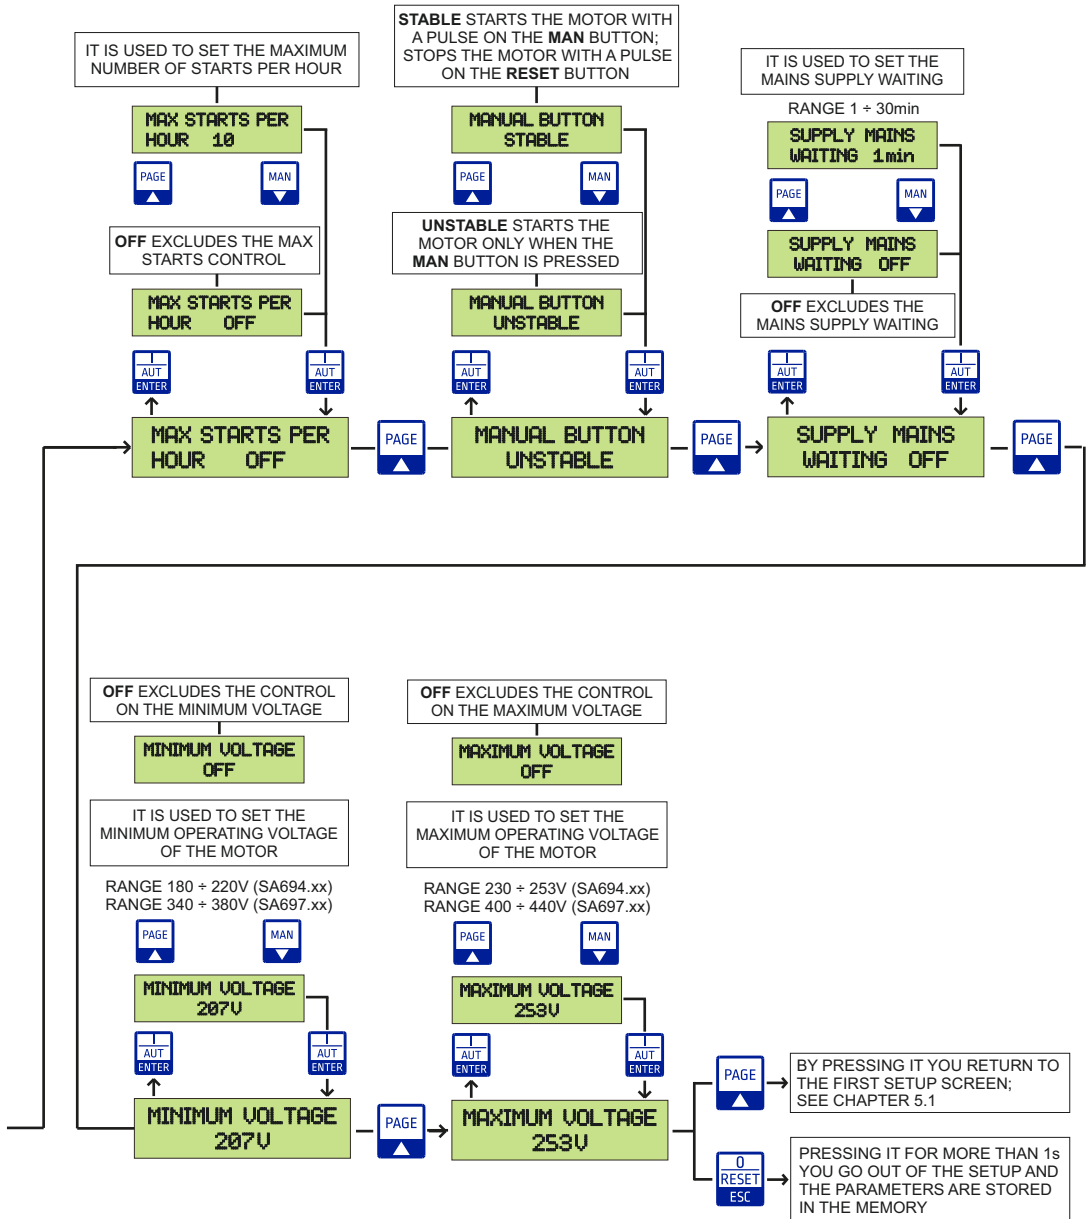 IT IS USED TO SET THE MAXIMUM
NUMBER OF STARTS PER HOUR
MAX STARTS PER
HOUR 10
PAGE
MAN
OFF EXCLUDES THE MAX
STARTS CONTROL
MAX STARTS PER
HOUR OFF
AUT
ENTER
AUT
ENTER
MAX STARTS PER
HOUR OFF
PAGE
STABLE STARTS THE MOTOR WITH
A PULSE ON THE MAN BUTTON;
STOPS THE MOTOR WITH A PULSE
ON THE RESET BUTTON
MANUAL BUTTON
STABLE
PAGE
MAN
UNSTABLE STARTS THE
MOTOR ONLY WHEN THE
MAN BUTTON IS PRESSED
MANUAL BUTTON
UNSTABLE
I
AUT
ENTER
I
AUT
ENTER
MANUAL BUTTON
UNSTABLE
PAGE
IT IS USED TO SET THE
MAINS SUPPLY WAITING
RANGE 1 ÷ 30min
SUPPLY MAINS
WAITING 1min
PAGE
MAN
SUPPLY MAINS
WAITING OFF
OFF EXCLUDES THE
MAINS SUPPLY WAITING
I
AUT
ENTER
I
AUT
ENTER
SUPPLY MAINS
WAITING OFF
PAGE
OFF EXCLUDES THE CONTROL
ON THE MINIMUM VOLTAGE
MINIMUM VOLTAGE
OFF
IT IS USED TO SET THE
MINIMUM OPERATING VOLTAGE
OF THE MOTOR
RANGE 180 ÷ 220V (SA694.xx)
RANGE 340 ÷ 380V (SA697.xx)
PAGE
MAN
MINIMUM VOLTAGE
207V
I
AUT
ENTER
I
AUT
ENTER
MINIMUM VOLTAGE
207V
PAGE
OFF EXCLUDES THE CONTROL
ON THE MAXIMUM VOLTAGE
MAXIMUM VOLTAGE
OFF
IT IS USED TO SET THE
MAXIMUM OPERATING VOLTAGE
OF THE MOTOR
RANGE 230 ÷ 253V (SA694.xx)
RANGE 400 ÷ 440V (SA697.xx)
PAGE
MAN
MAXIMUM VOLTAGE
253V
I
AUT
ENTER
I
AUT
ENTER
MAXIMUM VOLTAGE
253V
PAGE
BY PRESSING IT YOU RETURN TO
THE FIRST SETUP SCREEN;
SEE CHAPTER 5.1
0
RESET
ESC
PRESSING IT FOR MORE THAN 1s
YOU GO OUT OF THE SETUP AND
THE PARAMETERS ARE STORED
IN THE MEMORY